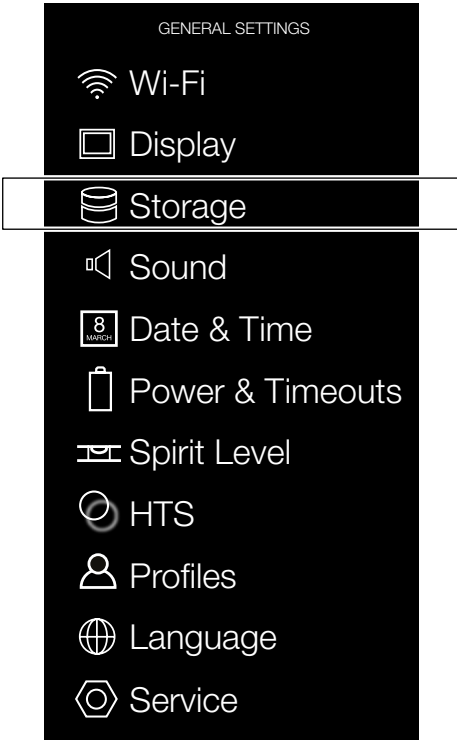 GENERAL SETTINGS
Wi-Fi
Display
Storage
Sound
8
MARCH
Date & Time
Power & Timeouts
Spirit Level
HTS
Profiles
Language
Service